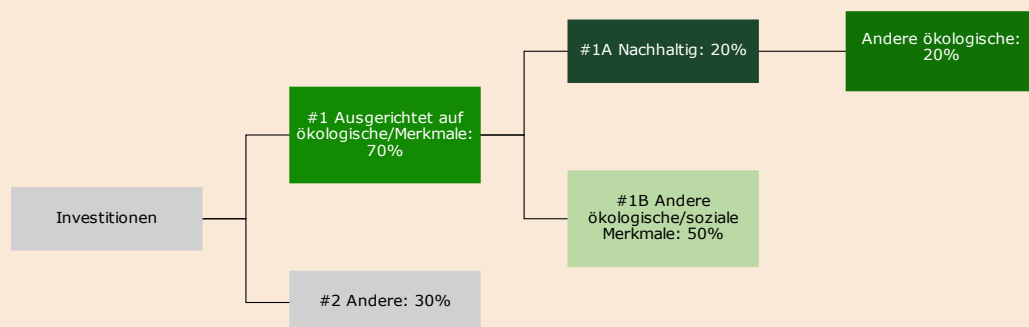 Investitionen
#1 Ausgerichtet auf
ökologische/Merkmale:
70%
#2 Andere: 30%
#1A Nachhaltig: 20%
#1B Andere
ökologische/soziale
Merkmale: 50%
Andere ökologische:
20%